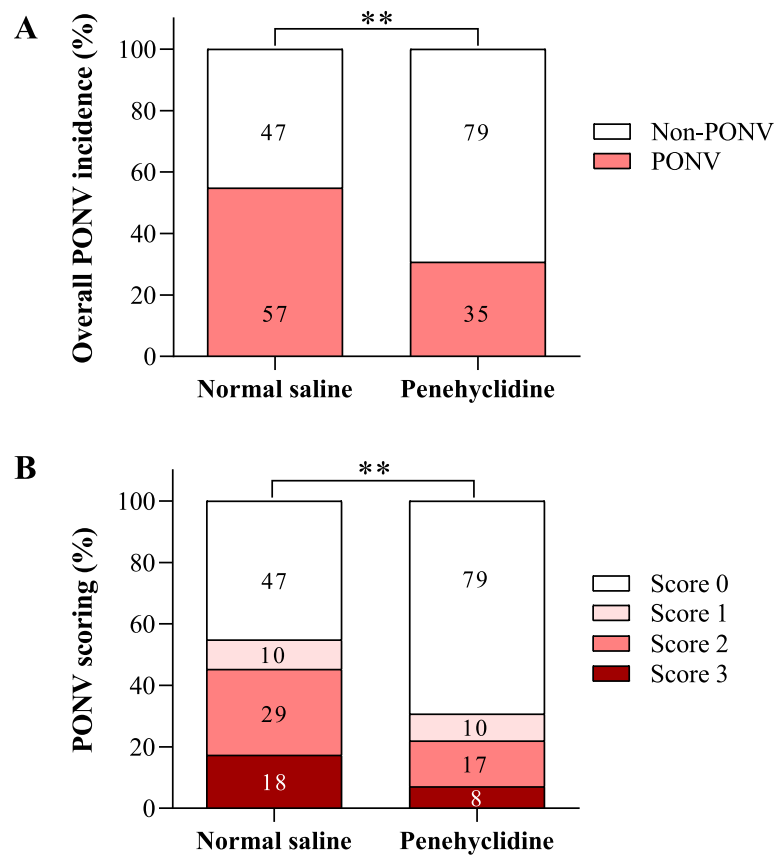 A
**
Overall PONV incidence (%)
100
80
60
40
20
0
47
79
57
35
Normal saline
Penehyclidine
Non-PONV
PONV
B
**
PONV scoring (%)
100
80
60
40
20
0
47
79
10
10
29
17
18
8
Normal saline
Penehyclidine
Score 0
Score 1
Score 2
Score 3